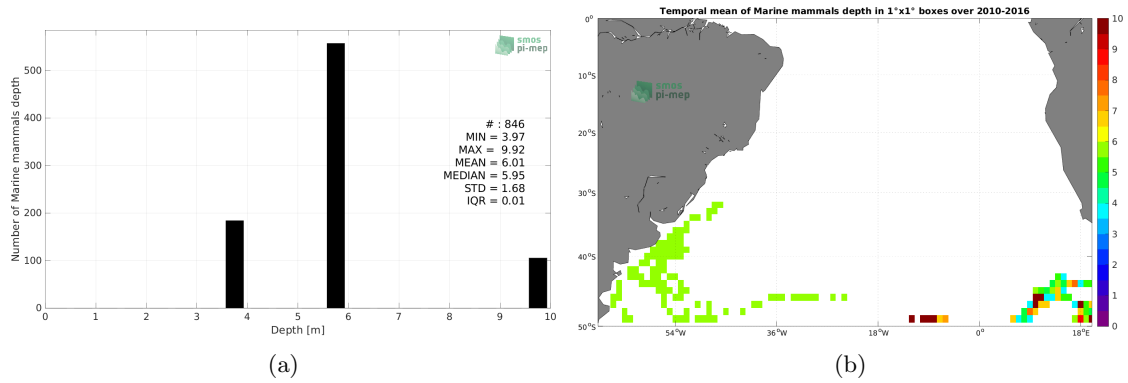 smos
pi-mep
Number of Marine mammals depth
500
400
300
200
100
0
# : 846
MIN = 3.97
MAX = 9.92
MEAN = 6.01
MEDIAN = 5.95
STD = 1.68
IQR = 0.01
0 1 2 3 4 5 6 7 8 9 10
Depth [m]
(a)
Temporal mean of Marine mammals depth in 1°x1° boxes over 2010-2016
smos
pi-mep
0°
10°S
20°S
30°S
40°S
50°S
54°W 36°W 18°W 0° 18°E
10
9
8
7
6
5
4
3
2
1
0
(b)